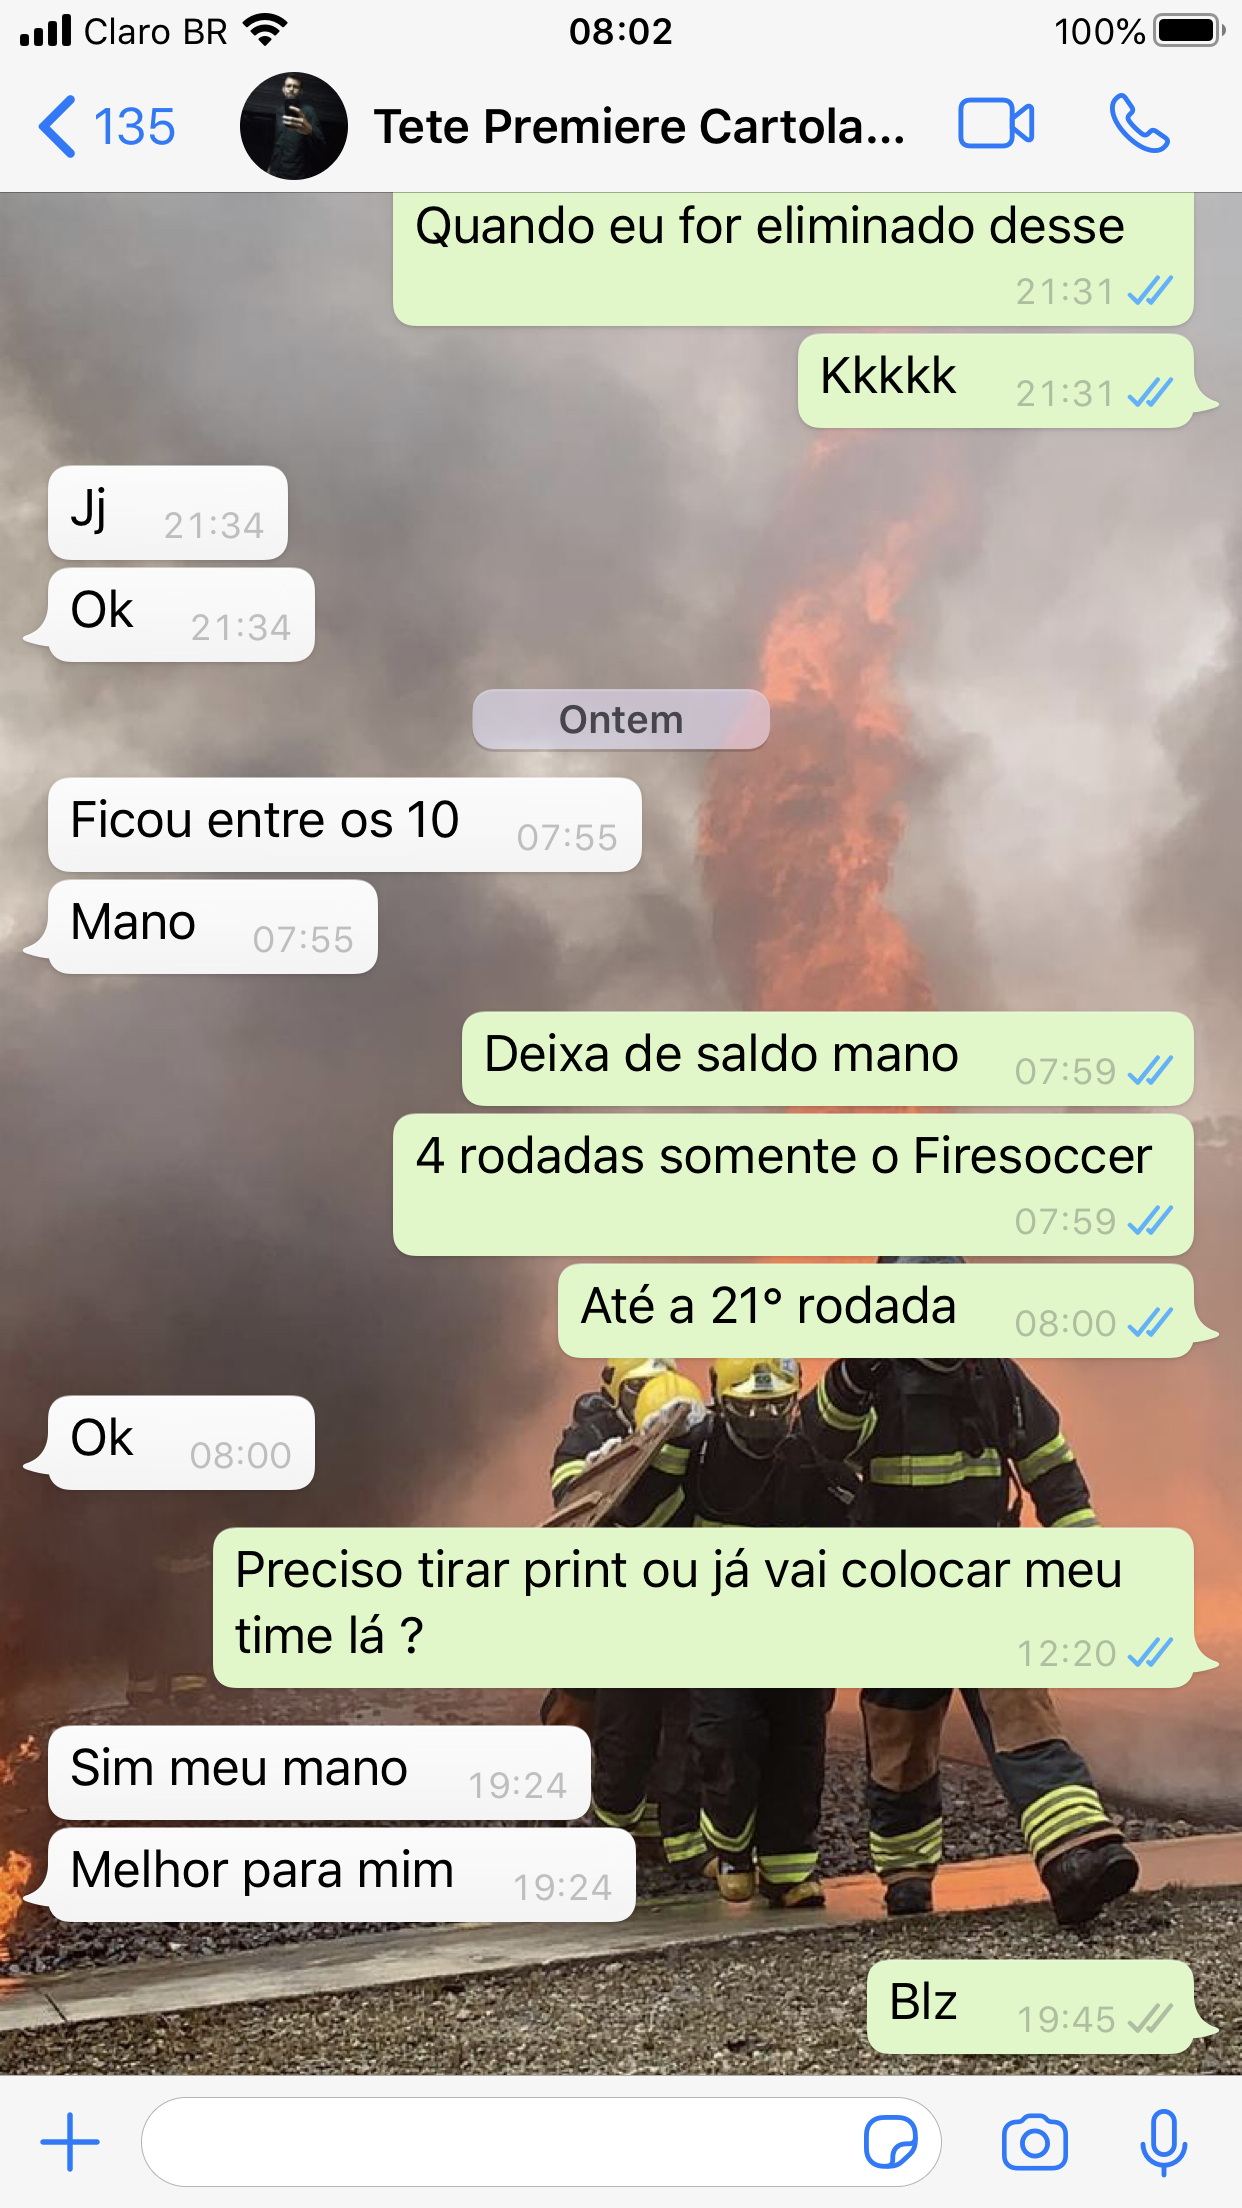 Claro BR 08:02 100%
135 Tete Premiere Cartola...
Quando eu for eliminado desse
21:31
Kkkkk 21:31
Jj 21:34
Ok 21:34
Ontem
Ficou entre os 10 07:55
Mano 07:55
Deixa de saldo mano 07:59
4 rodadas somente o Firesoccer
07:59
Até a 21° rodada 08:00
Ok 08:00
Preciso tirar print ou já vai colocar meu
time lá ? 12:20
Sim meu mano 19:24
Melhor para mim 19:24
Blz 19:45